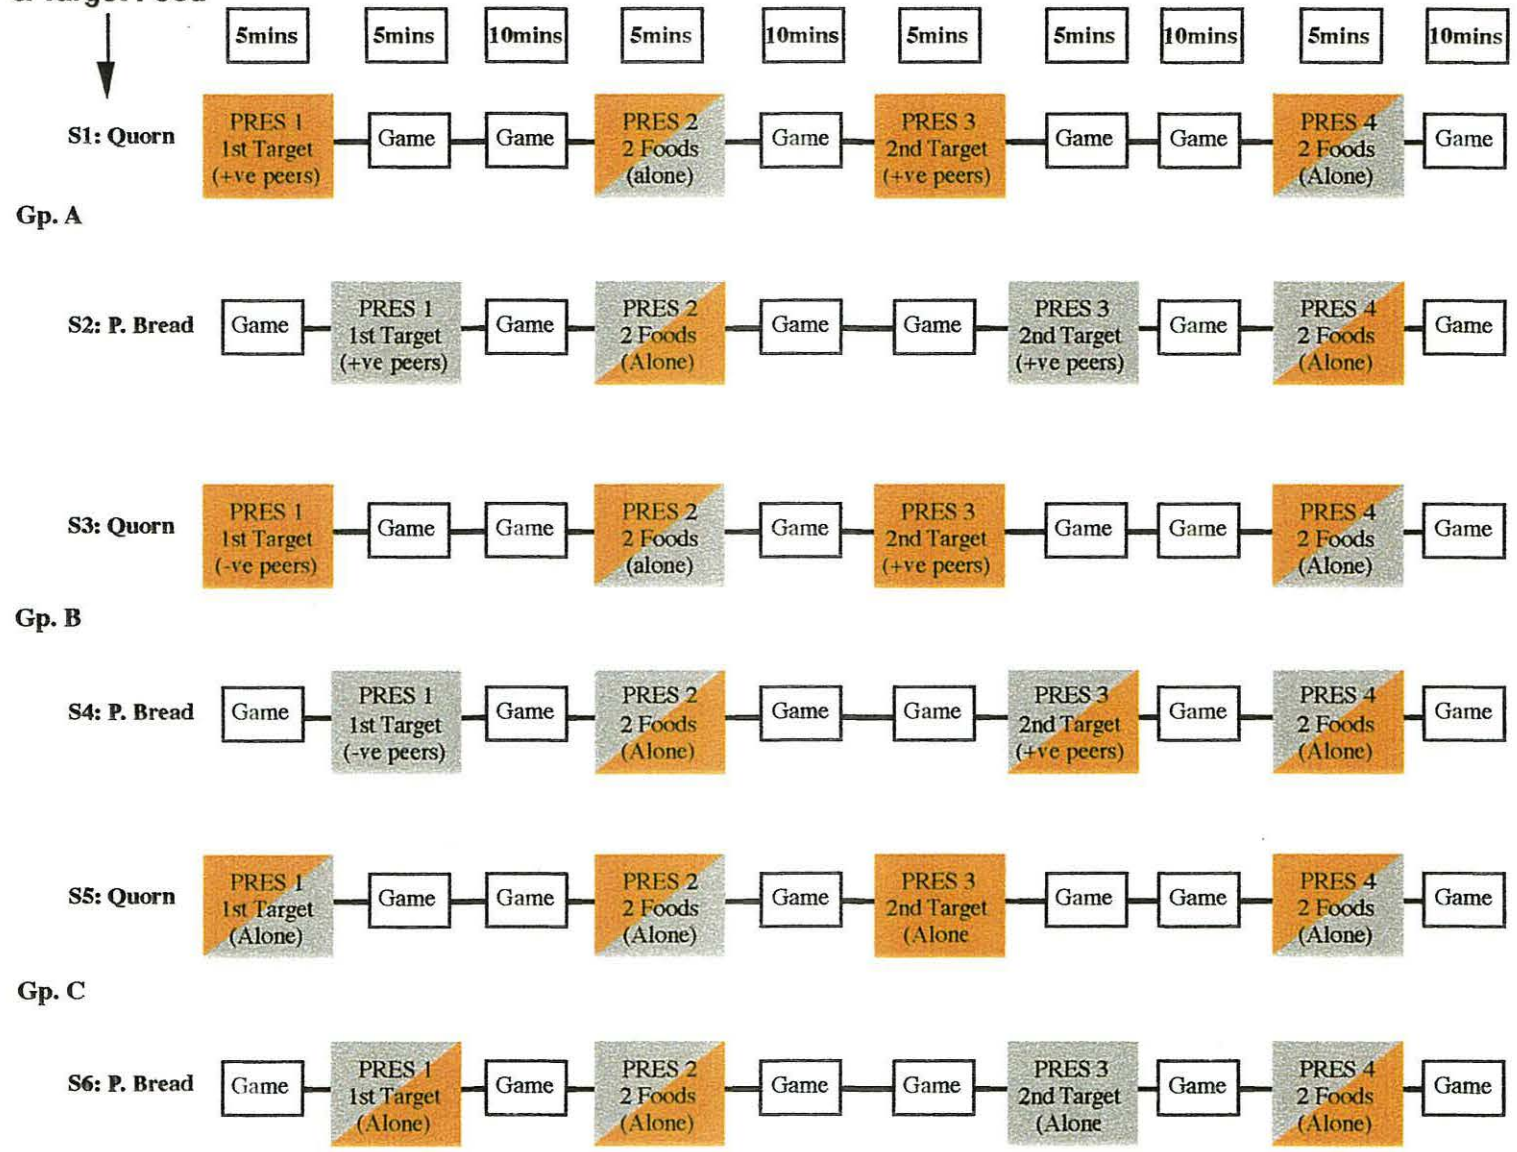 5mins 5mins 10mins 5mins 10mins 5mins 5mins 10mins 5mins 10mins
S1: Quorn
PRES 1
1st Target
(+ve peers)
Game
Game
PRES 2
2 Foods
(alone)
Game
PRES 3
2nd Target
(+ve peers)
Game
Game
PRES 4
2 Foods
(Alone)
Game
Gp. A
S2: P. Bread
Game
PRES 1
1st Target
(+ve peers)
Game
PRES 2
2 Foods
(Alone)
Game
Game
PRES 3
2nd Target
(+ve peers)
Game
PRES 4
2 Foods
(Alone)
Game
S3: Quorn
PRES 1
1st Target
(-ve peers)
Game
Game
PRES 2
2 Foods
(alone)
Game
PRES 3
2nd Target
(+ve peers)
Game
Game
PRES 4
2 Foods
(Alone)
Game
Gp. B
S4: P. Bread
Game
PRES 1
1st Target
(-ve peers)
Game
PRES 2
2 Foods
(Alone)
Game
Game
PRES 3
2nd Target
(+ve peers)
Game
PRES 4
2 Foods
(Alone)
Game
S5: Quorn
PRES 1
1st Target
(Alone)
Game
Game
PRES 2
2 Foods
(Alone)
Game
PRES 3
2nd Target
(Alone
Game
Game
PRES 4
2 Foods
(Alone)
Game
Gp. C
S6: P. Bread
Game
PRES 1
1st Target
(Alone)
Game
PRES 2
2 Foods
(Alone)
Game
Game
PRES 3
2nd Target
(Alone
Game
PRES 4
2 Foods
(Alone)
Game